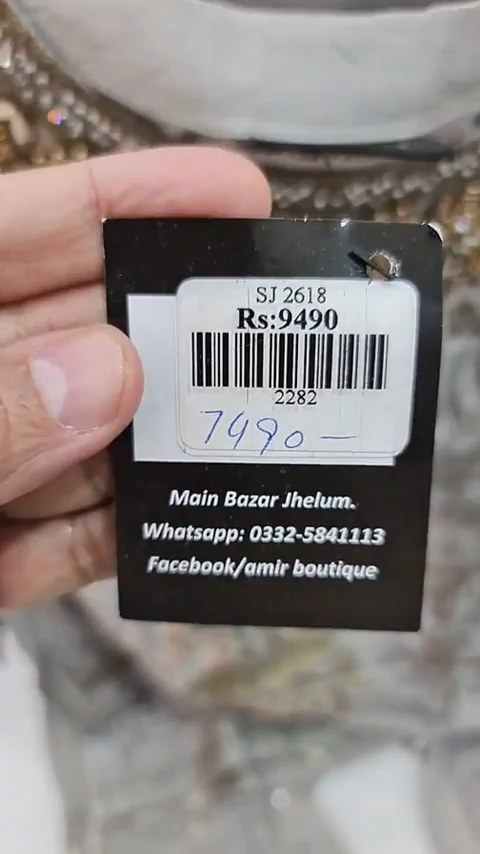 SJ 2618
Rs:9490
2282
7490 —
Main Bazar Jhelum.
Whatsapp: 0332-5841113
Facebook/amir boutique